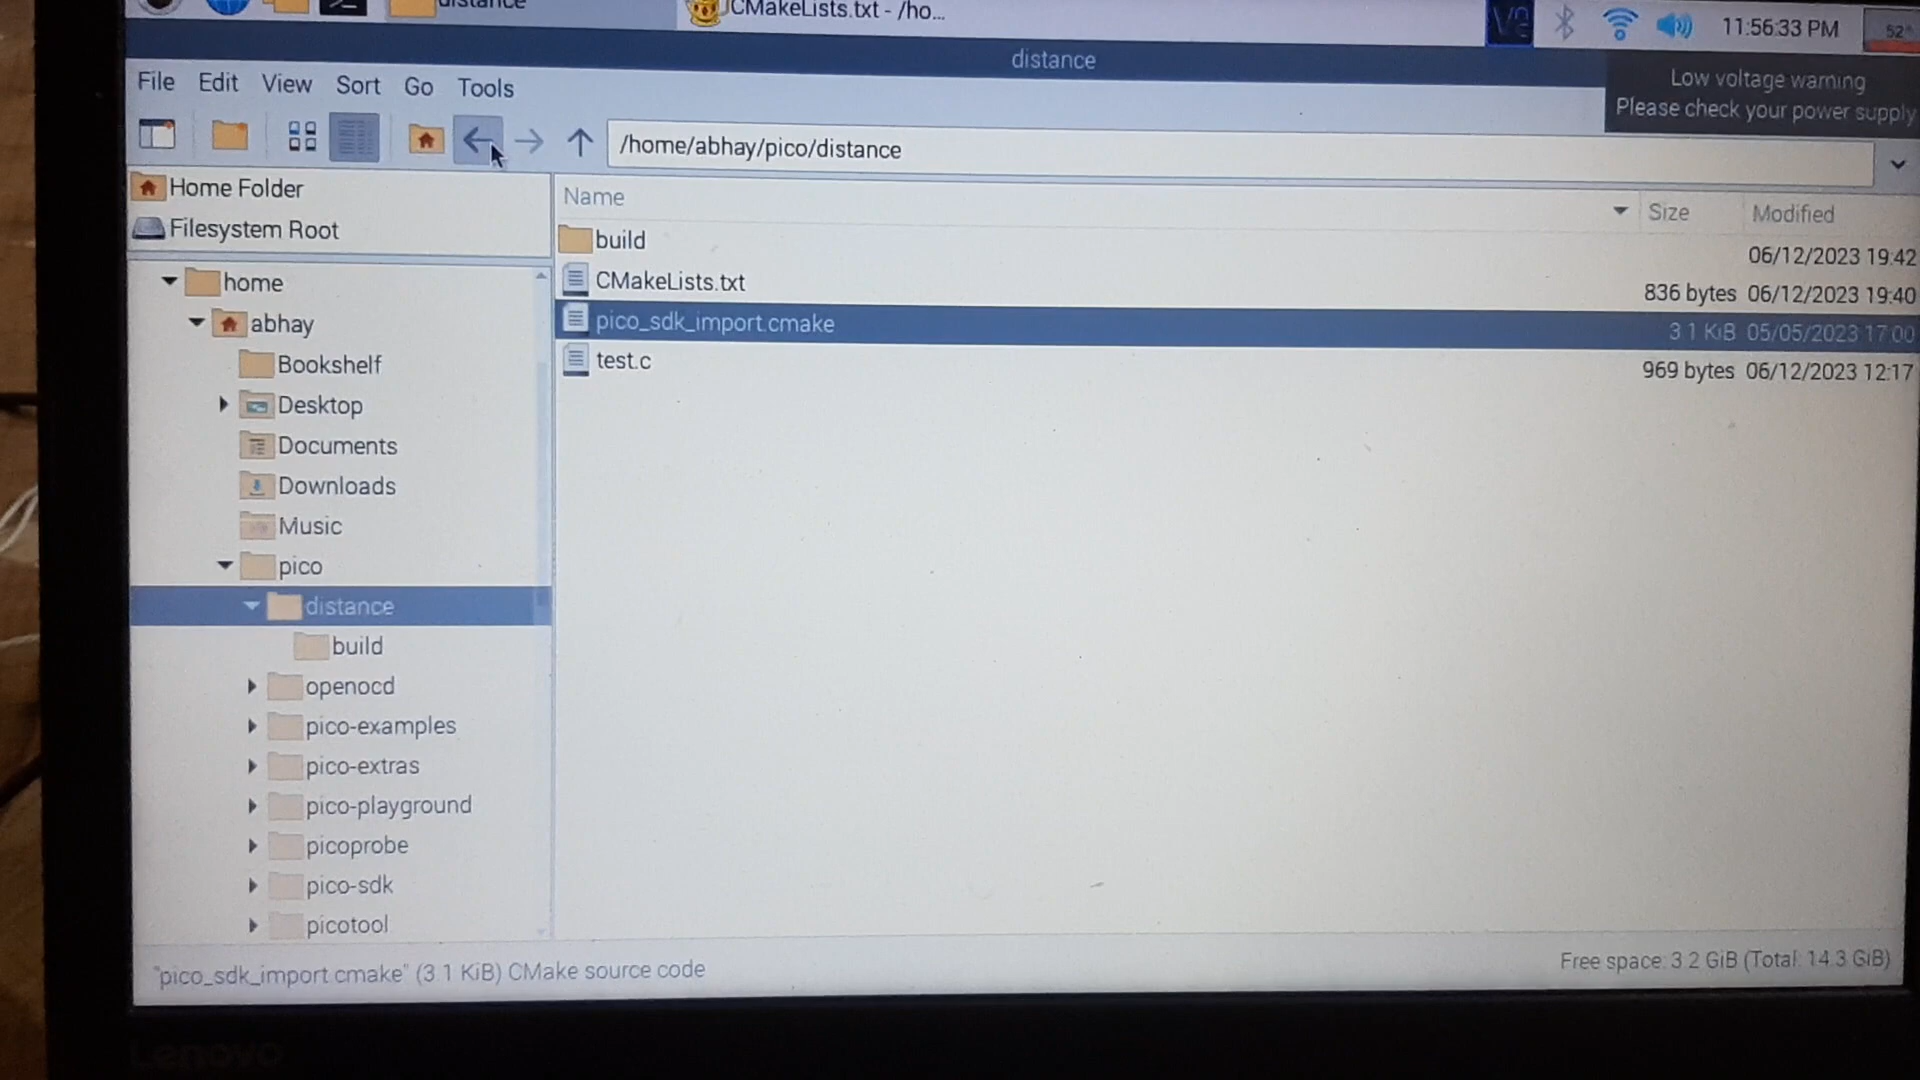 distance
CMakeLists.txt - /ho...
11:56:33 PM
52°
distance
Low voltage warning
Please check your power supply
File Edit View Sort Go Tools
/home/abhay/pico/distance
Home Folder
Filesystem Root
home
abhay
Bookshelf
Desktop
Documents
Downloads
Music
pico
distance
build
openocd
pico-examples
pico-extras
pico-playground
picoprobe
pico-sdk
picotool
Name Size Modified
build 06/12/2023 19:42
CMakeLists.txt 836 bytes 06/12/2023 19:40
pico_sdk_import.cmake 3.1 KiB 05/05/2023 17:00
test.c 969 bytes 06/12/2023 12:17
"pico_sdk_import.cmake" (3.1 KiB) CMake source code
Free space: 3.2 GiB (Total: 14.3 GiB)
Lenovo